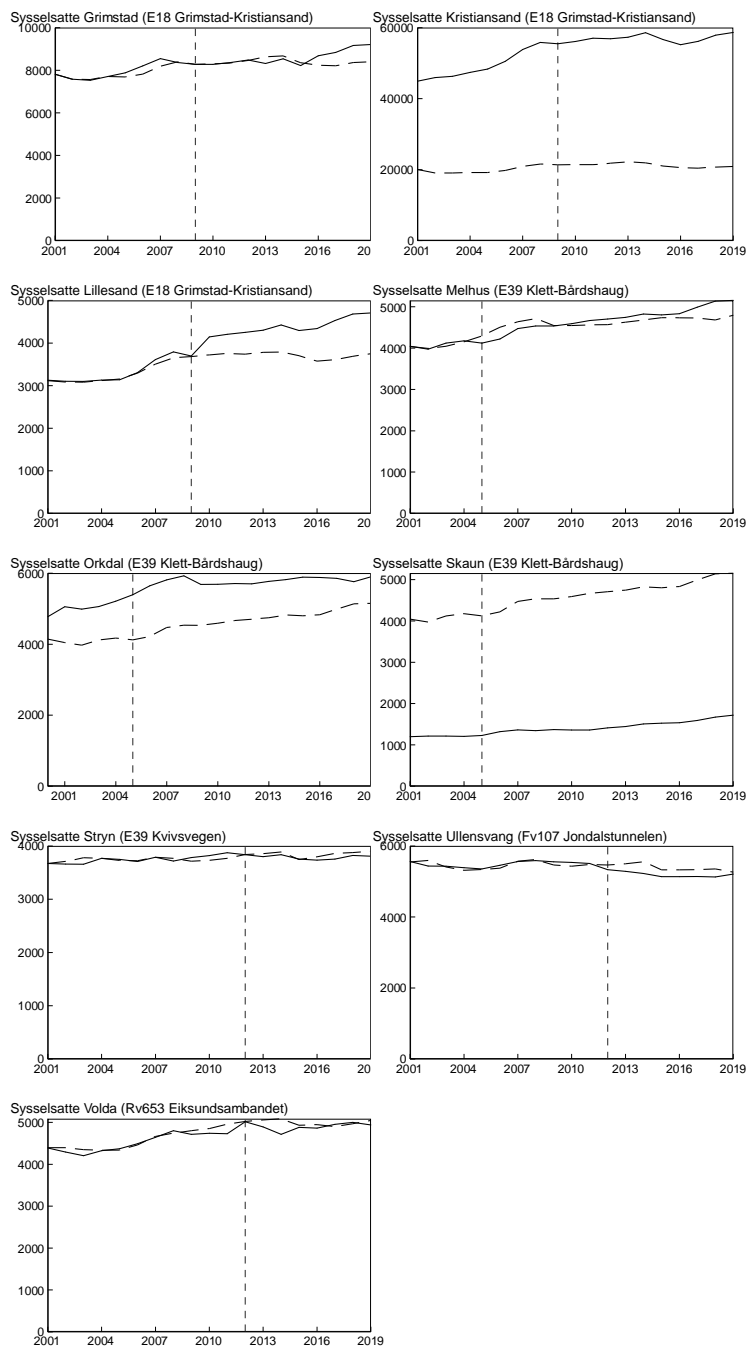 Sysselsatte Grimstad (E18 Grimstad-Kristiansand)
10000
8000
6000
4000
2000
0
2001 2004 2007 2010 2013 2016 20
Sysselsatte Kristiansand (E18 Grimstad-Kristiansand)
60000
40000
20000
0
2001 2004 2007 2010 2013 2016 2019
Sysselsatte Lillesand (E18 Grimstad-Kristiansand)
5000
4000
3000
2000
1000
0
2001 2004 2007 2010 2013 2016 20
Sysselsatte Melhus (E39 Klett-Bårdshaug)
5000
4000
3000
2000
1000
0
2001 2004 2007 2010 2013 2016 2019
Sysselsatte Orkdal (E39 Klett-Bårdshaug)
6000
4000
2000
0
2001 2004 2007 2010 2013 2016 20
Sysselsatte Skaun (E39 Klett-Bårdshaug)
5000
4000
3000
2000
1000
0
2001 2004 2007 2010 2013 2016 2019
Sysselsatte Stryn (E39 Kvivsvegen)
4000
3000
2000
1000
0
2001 2004 2007 2010 2013 2016 20
Sysselsatte Ullensvang (Fv107 Jondalstunnelen)
6000
4000
2000
0
2001 2004 2007 2010 2013 2016 2019
Sysselsatte Volda (Rv653 Eiksundsambandet)
5000
4000
3000
2000
1000
0
2001 2004 2007 2010 2013 2016 2019